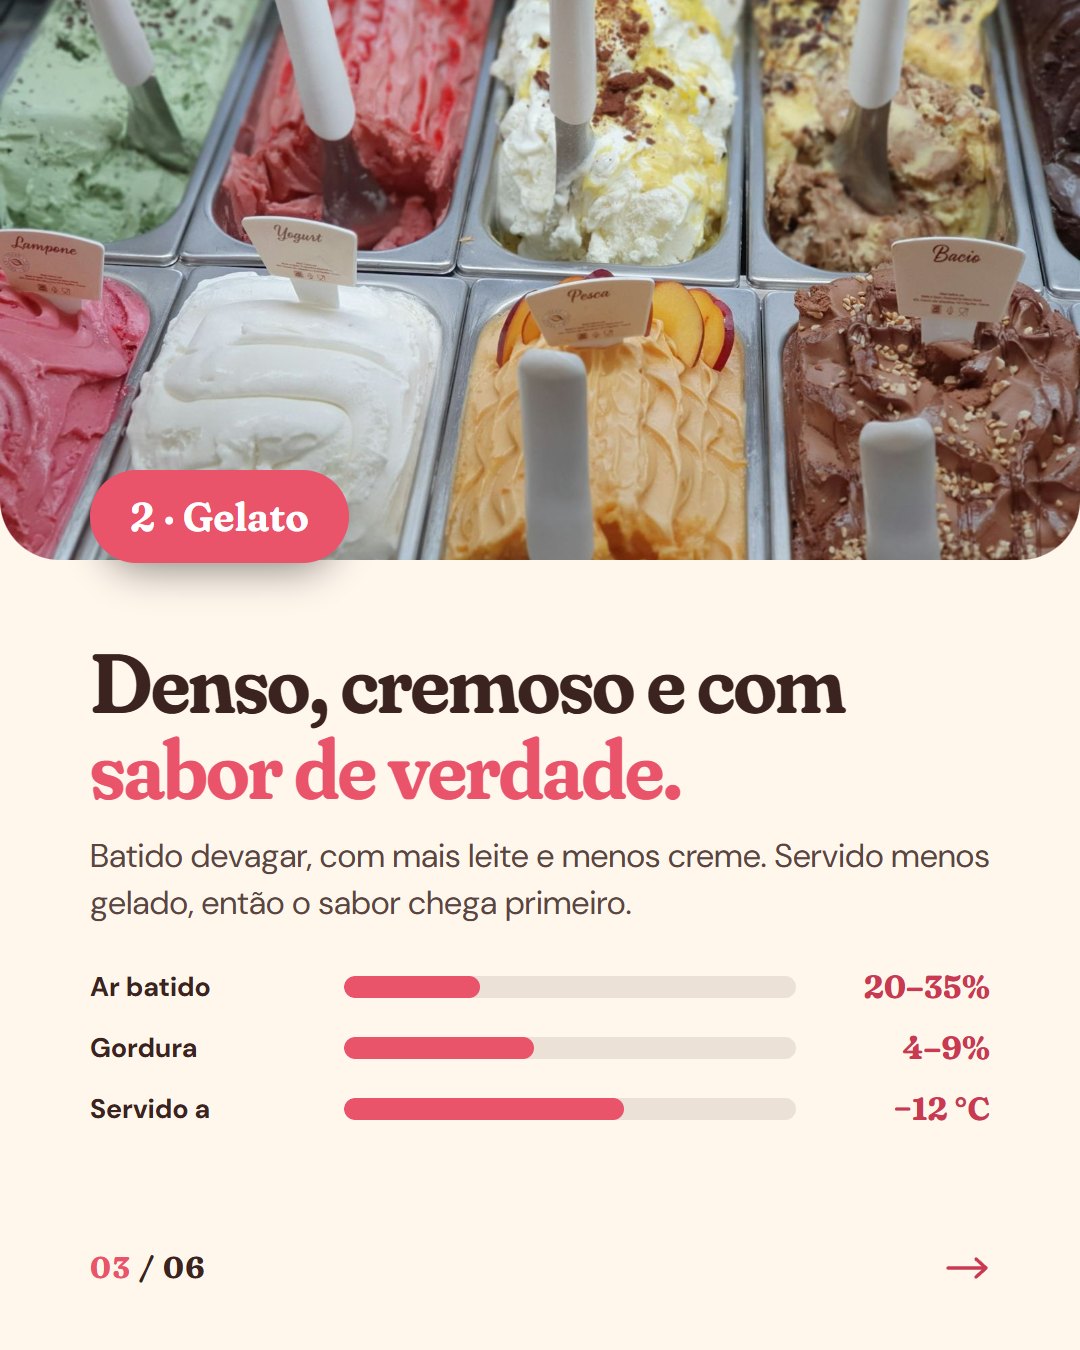 Lampone
Yogurt
Pesca
Bacio
2 · Gelato
Denso, cremoso e com
sabor de verdade.
Batido devagar, com mais leite e menos creme. Servido menos
gelado, então o sabor chega primeiro.
Ar batido 20–35%
Gordura 4–9%
Servido a −12 °C
03 / 06